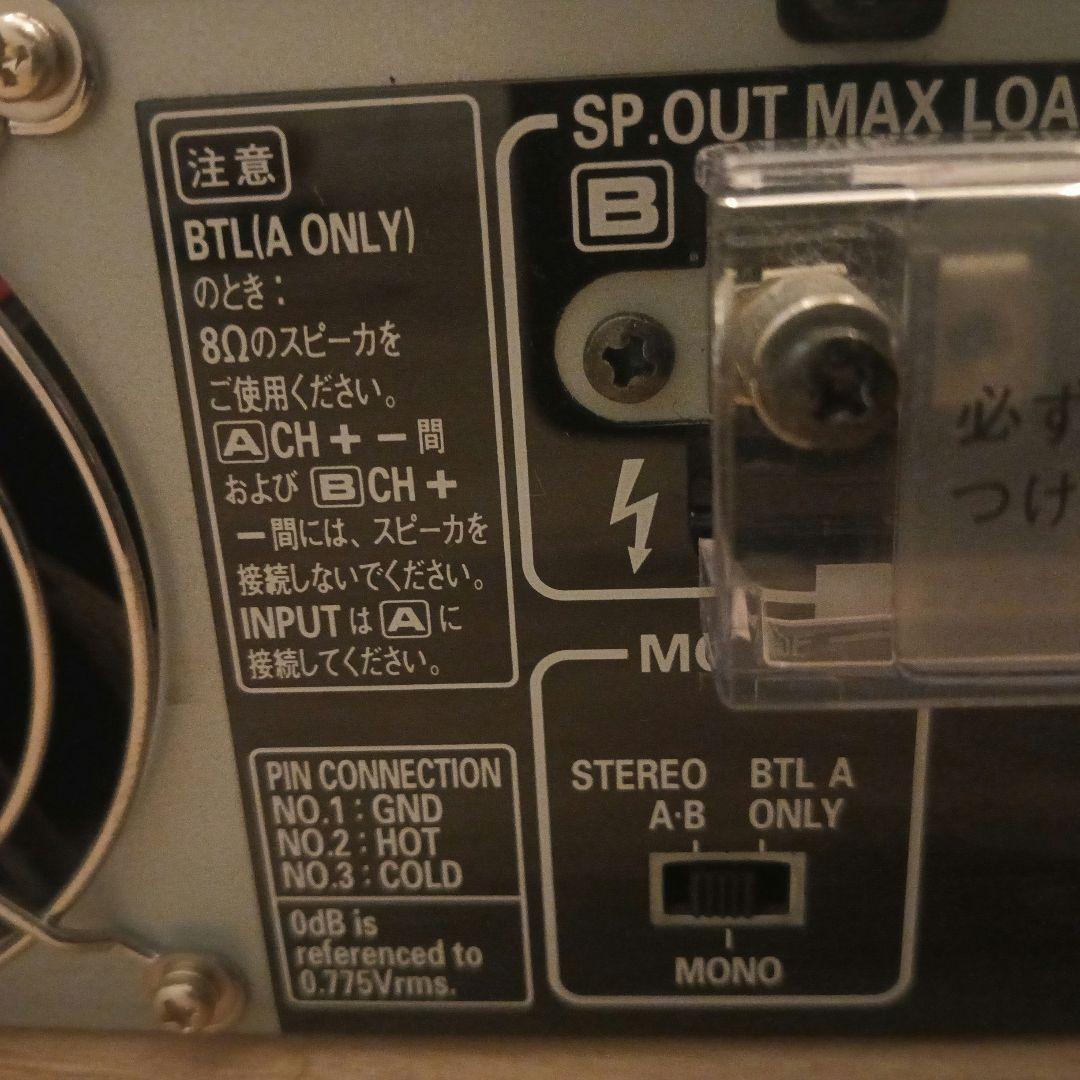 注意
BTL(A ONLY)
のとき:
8Ωのスピーカを
ご使用ください。
A CH + − 間
および B CH +
− 間には、スピーカを
接続しないでください。
INPUT は A に
接続してください。
PIN CONNECTION
NO.1 : GND
NO.2 : HOT
NO.3 : COLD
0dB is
referenced to
0.775Vrms.
SP.OUT MAX LOA
B
必ず
つけ
STEREO BTL A
A·B ONLY
MONO